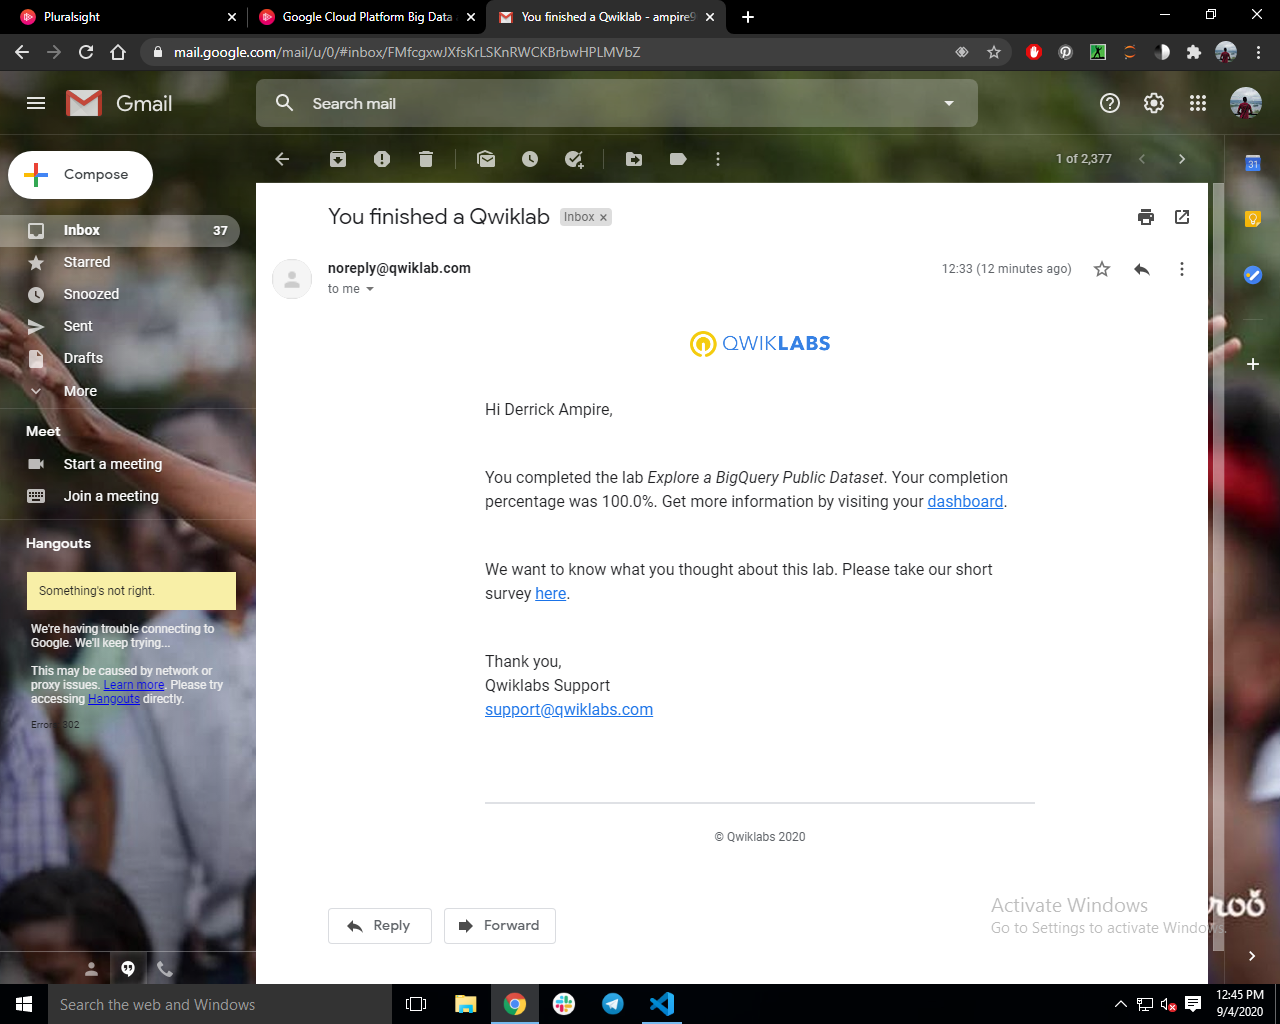 Pluralsight
Google Cloud Platform Big Data
You finished a Qwiklab - ampire9
mail.google.com/mail/u/0/#inbox/FMfcgxwJXfsKrLSKnRWCKBrbwHPLMVbZ
Gmail
Search mail
Compose
1 of 2,377
31
Inbox 37
Starred
Snoozed
Sent
Drafts
More
Meet
Start a meeting
Join a meeting
Hangouts
Something's not right.
We're having trouble connecting to
Google. We'll keep trying...
This may be caused by network or
proxy issues. Learn more. Please try
accessing Hangouts directly.
Error: 302
You finished a Qwiklab Inbox x
noreply@qwiklab.com
12:33 (12 minutes ago)
to me
QWIKLABS
Hi Derrick Ampire,
You completed the lab Explore a BigQuery Public Dataset. Your completion
percentage was 100.0%. Get more information by visiting your dashboard.
We want to know what you thought about this lab. Please take our short
survey here.
Thank you,
Qwiklabs Support
support@qwiklabs.com
© Qwiklabs 2020
Reply
Forward
Activate Windows
Go to Settings to activate Windows.
Search the web and Windows
12:45 PM
9/4/2020